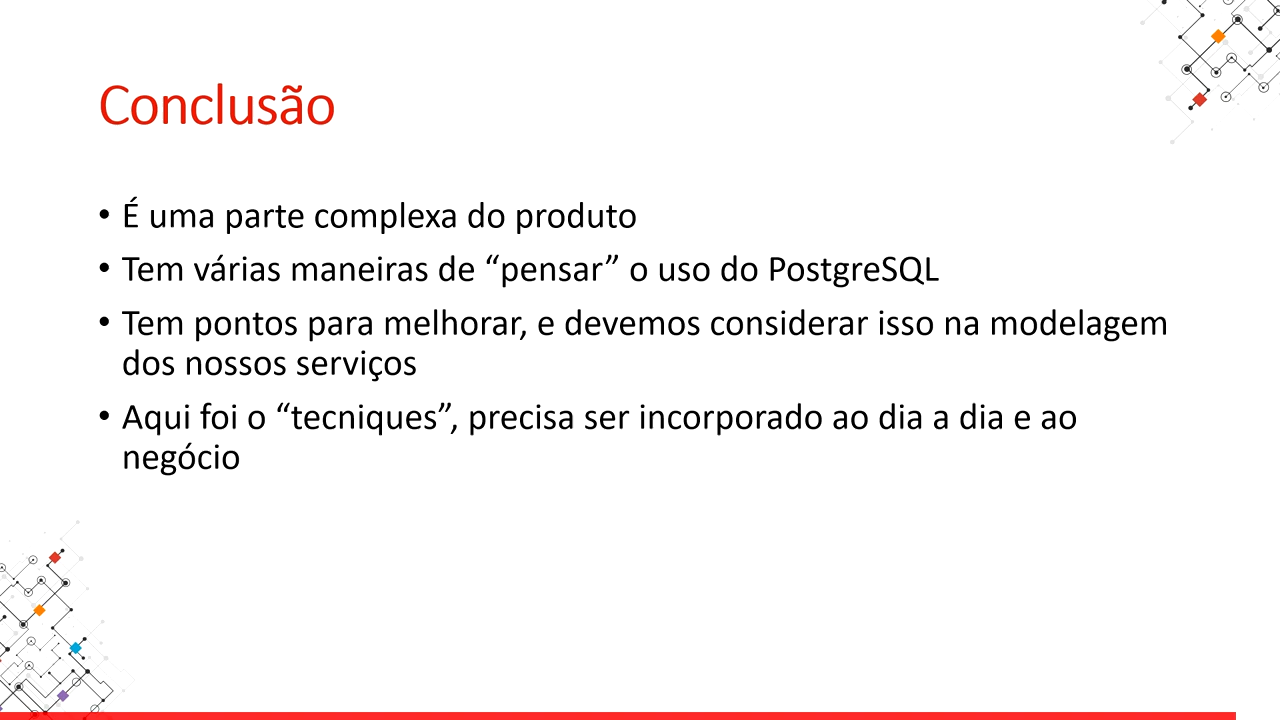 Conclusão
• É uma parte complexa do produto
• Tem várias maneiras de “pensar” o uso do PostgreSQL
• Tem pontos para melhorar, e devemos considerar isso na modelagem
dos nossos serviços
• Aqui foi o “tecniques”, precisa ser incorporado ao dia a dia e ao
negócio